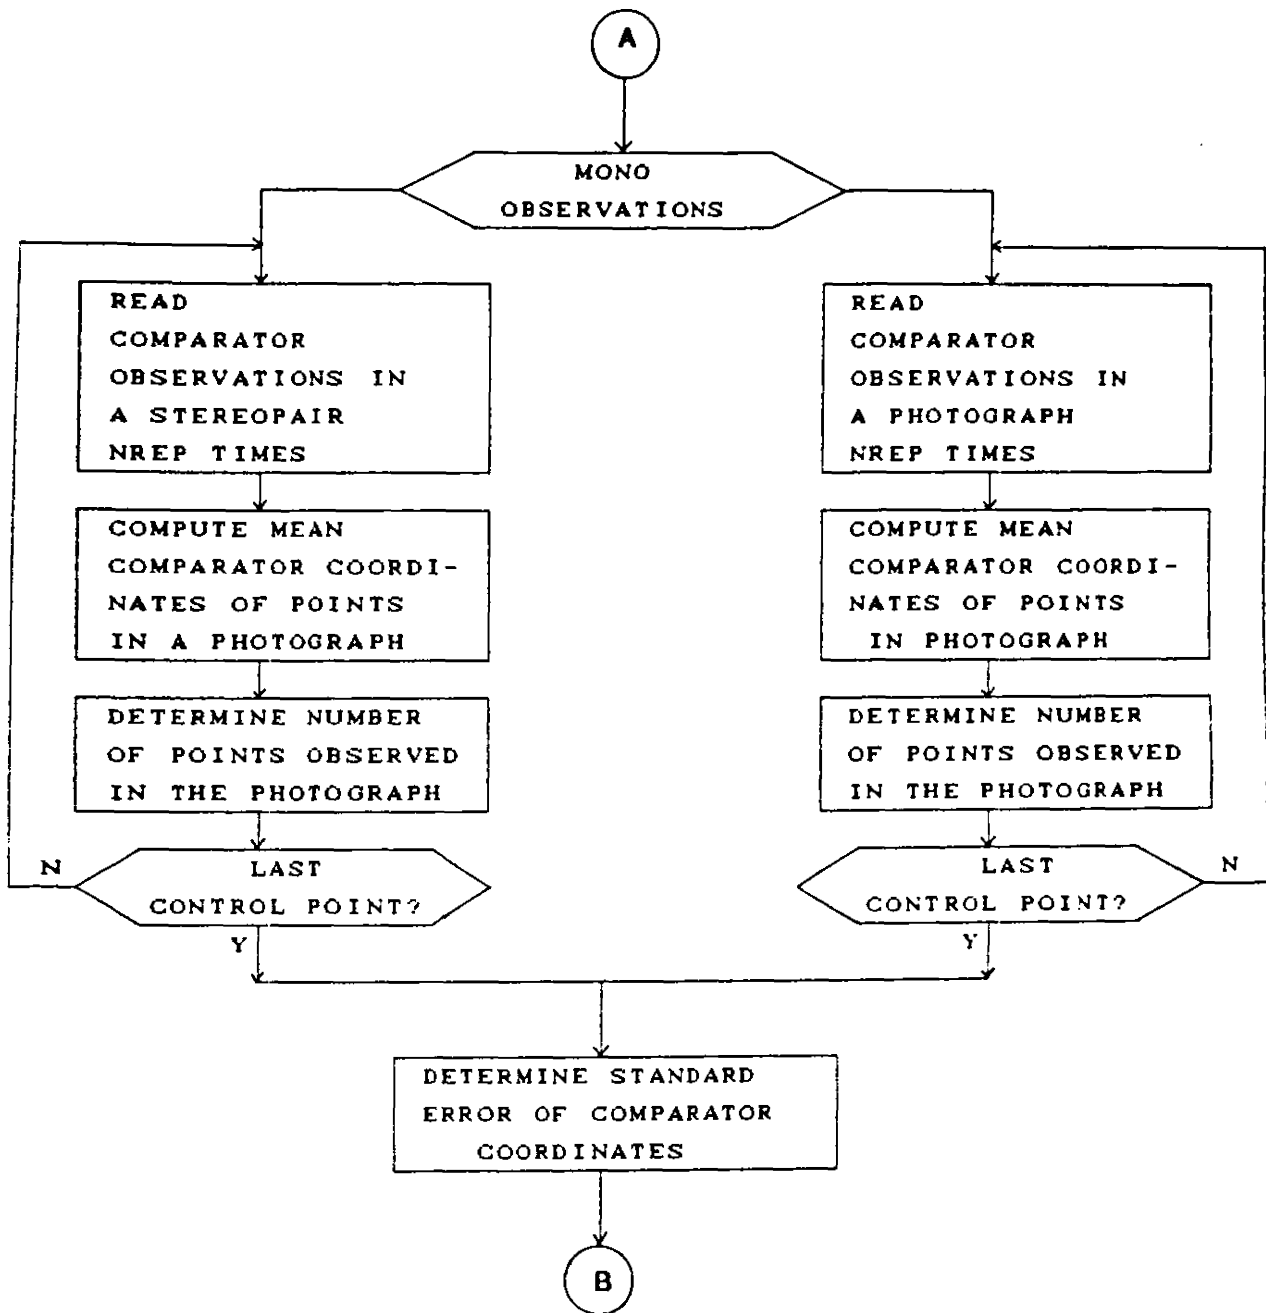 A
MONO
OBSERVATIONS
READ
COMPARATOR
OBSERVATIONS IN
A STEREOPAIR
NREP TIMES
COMPUTE MEAN
COMPARATOR COORDI-
NATES OF POINTS
IN A PHOTOGRAPH
DETERMINE NUMBER
OF POINTS OBSERVED
IN THE PHOTOGRAPH
N
LAST
CONTROL POINT?
Y
READ
COMPARATOR
OBSERVATIONS IN
A PHOTOGRAPH
NREP TIMES
COMPUTE MEAN
COMPARATOR COORDI-
NATES OF POINTS
IN PHOTOGRAPH
DETERMINE NUMBER
OF POINTS OBSERVED
IN THE PHOTOGRAPH
LAST
CONTROL POINT?
N
Y
DETERMINE STANDARD
ERROR OF COMPARATOR
COORDINATES
B